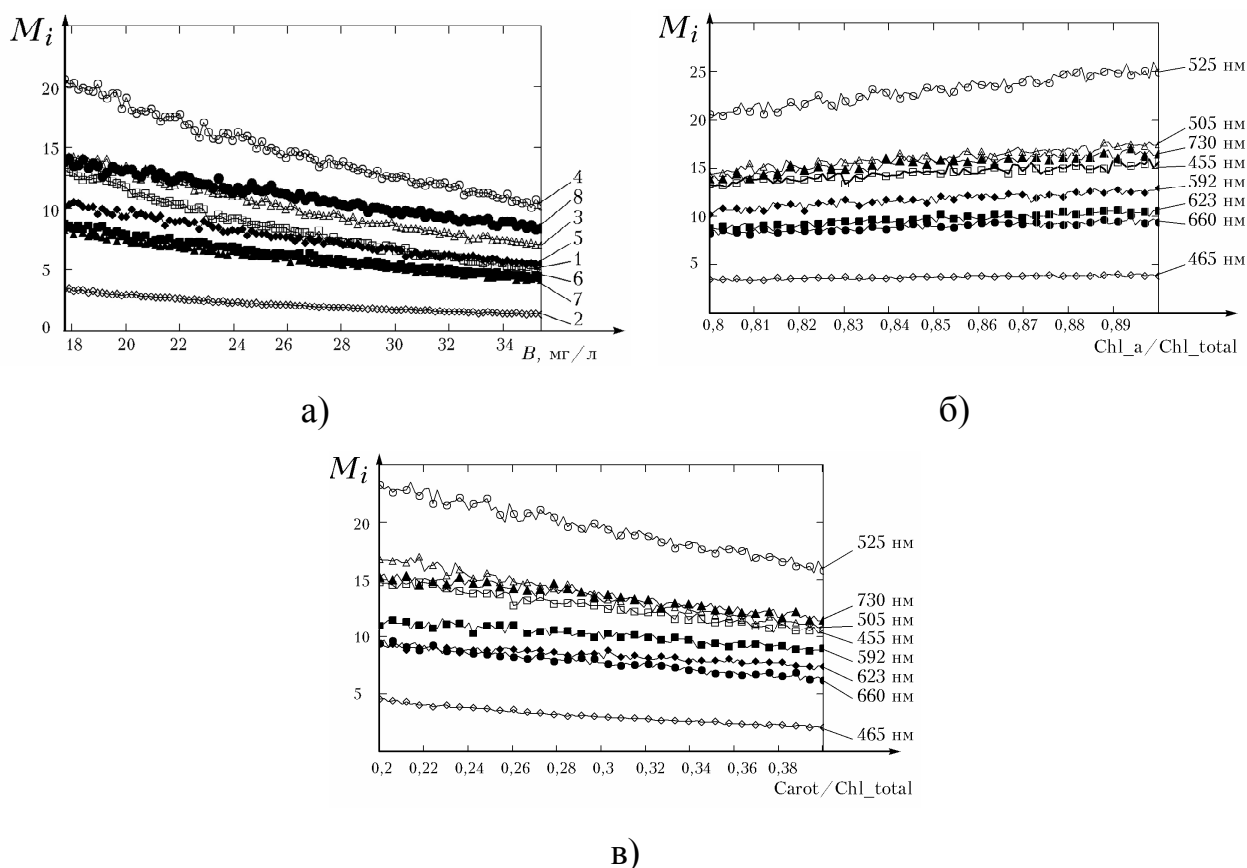 M_i
20
15
10
5
0
18
20
22
24
26
28
30
32
34
B, мг/л
4
8
3
5
1
6
7
2
а)
M_i
25
20
15
10
5
0,8
0,81
0,82
0,83
0,84
0,85
0,86
0,87
0,88
0,89
Chl_a/Chl_total
525 нм
505 нм
730 нм
455 нм
592 нм
623 нм
660 нм
465 нм
б)
M_i
20
15
10
5
0,2
0,22
0,24
0,26
0,28
0,3
0,32
0,34
0,36
0,38
Carot/Chl_total
525 нм
730 нм
505 нм
455 нм
592 нм
623 нм
660 нм
465 нм
в)